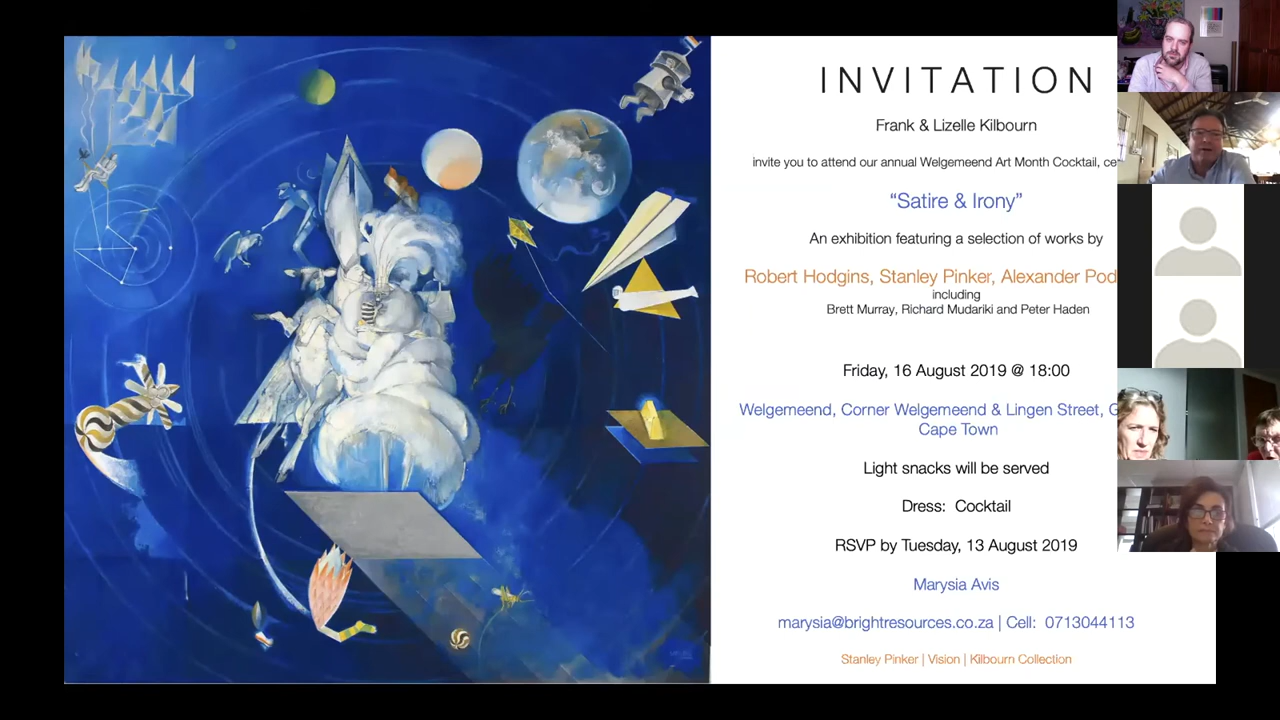 INVITATION
Frank & Lizelle Kilbourn
invite you to attend our annual Welgemeend Art Month Cocktail,
“Satire & Irony”
An exhibition featuring a selection of works by
Robert Hodgins, Stanley Pinker, Alexander
including
Brett Murray, Richard Mudariki and Peter Haden
Friday, 16 August 2019 @ 18:00
Welgemeend, Corner Welgemeend & Lingen Street,
Cape Town
Light snacks will be served
Dress: Cocktail
RSVP by Tuesday, 13 August 2019
Marysia Avis
marysia@brightresources.co.za | Cell: 0713044113
Stanley Pinker | Vision | Kilbourn Collection